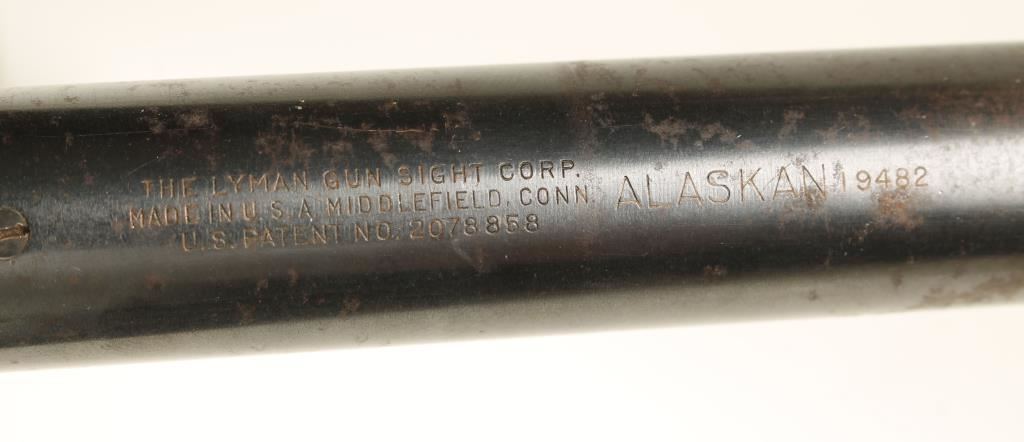 THE LYMAN GUN SIGHT CORP.
MADE IN U.S.A. MIDDLEFIELD, CONN.
U.S. PATENT NO. 2078858
ALASKAN 19482